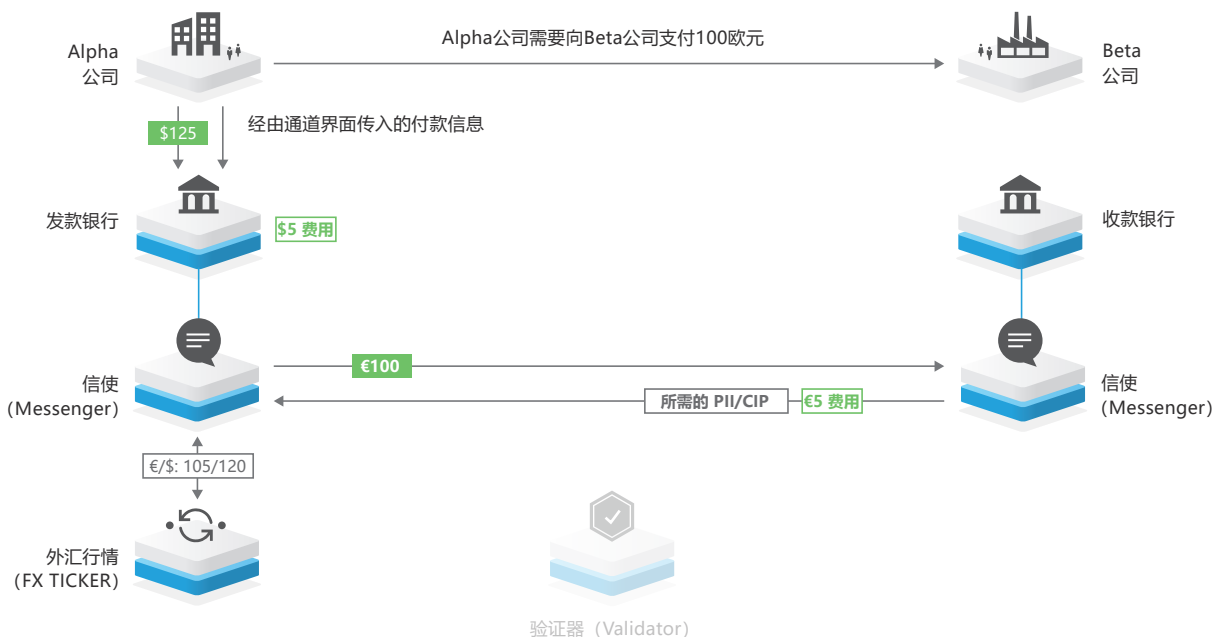 Alpha公司需要向Beta公司支付100欧元
Alpha
公司
Beta
公司
$125
经由通道界面传入的付款信息
发款银行
$5 费用
收款银行
€100
信使
(Messenger)
所需的 PII/CIP
€5 费用
信使
(Messenger)
€/$: 105/120
外汇行情
(FX TICKER)
验证器 (Validator)